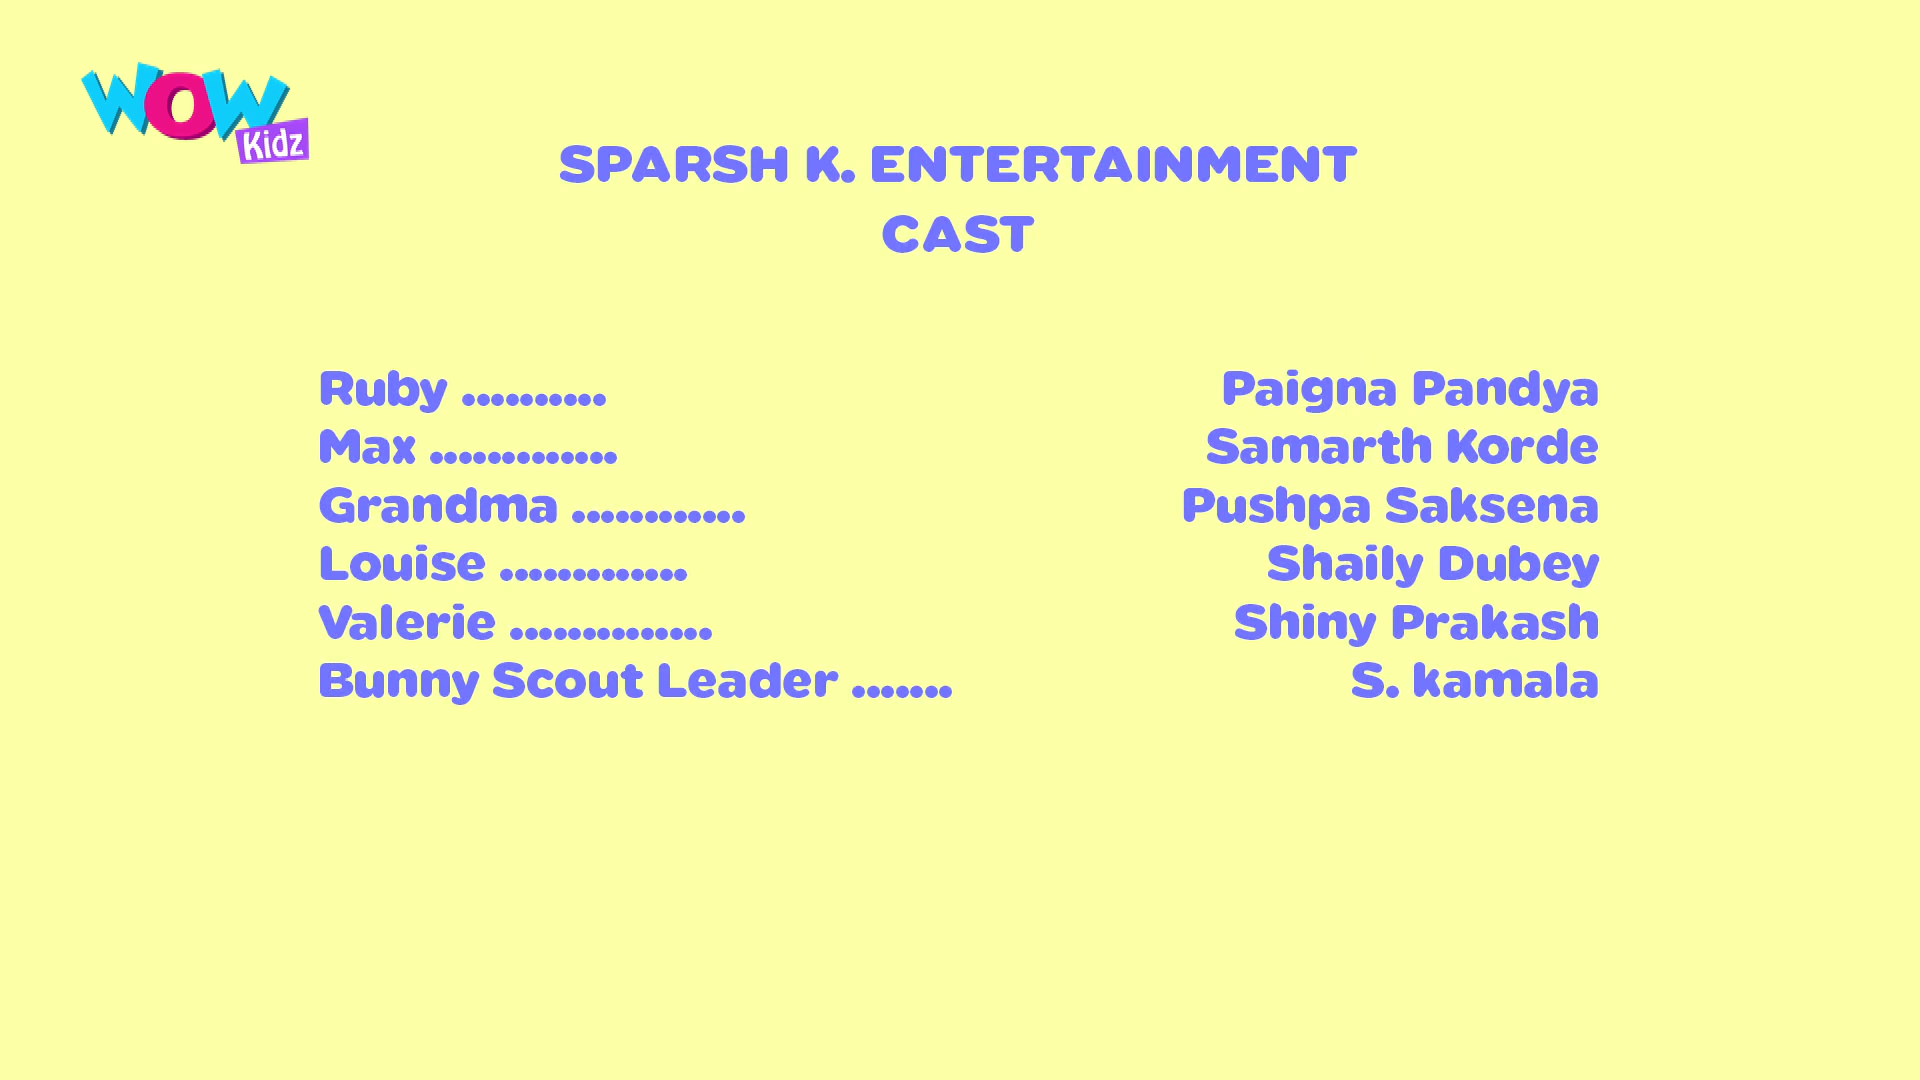 WOW
Kidz
SPARSH K. ENTERTAINMENT
CAST
Ruby .......... Paigna Pandya
Max ............. Samarth Korde
Grandma ............ Pushpa Saksena
Louise ............. Shaily Dubey
Valerie .............. Shiny Prakash
Bunny Scout Leader ....... S. kamala